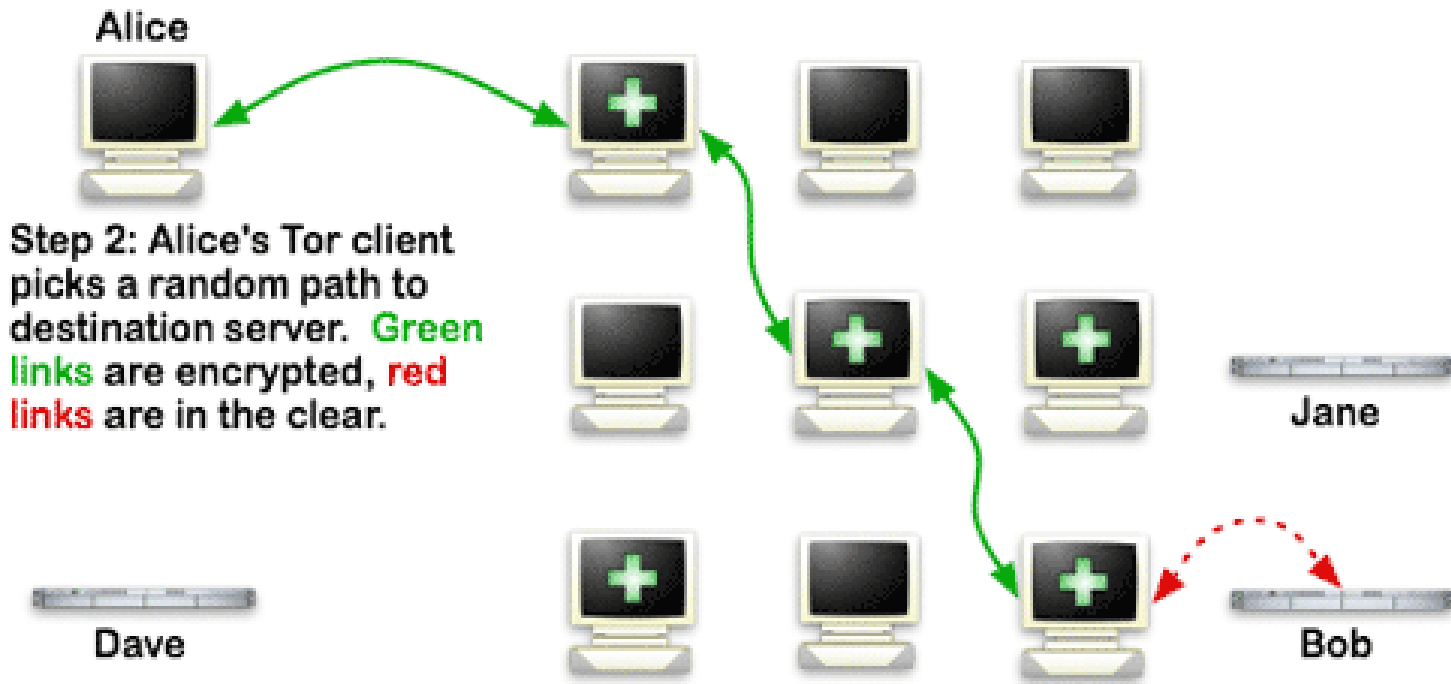 Alice
Step 2: Alice's Tor client
picks a random path to
destination server. Green
links are encrypted, red
links are in the clear.
Jane
Dave
Bob